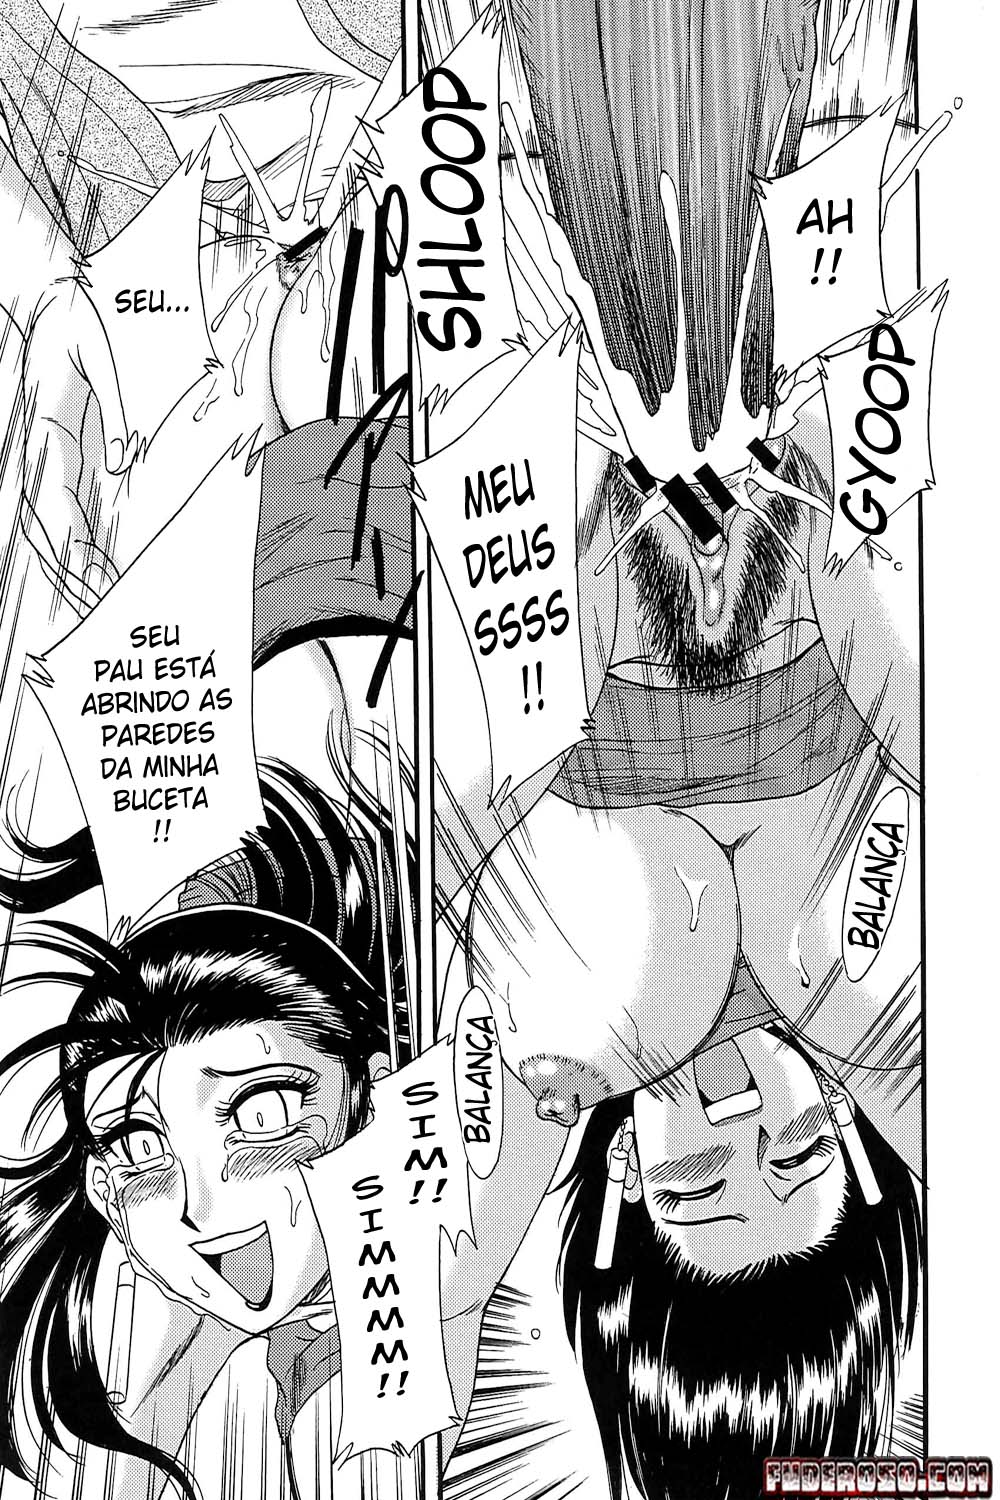 AH
!!
GYOOP
SHLOOP
MEU
DEUS
SSSS
!!
BALANÇA
BALANÇA
SEU...
SEU
PAU ESTÁ
ABRINDO AS
PAREDES
DA MINHA
BUCETA
!!
SIM!!
SIMMMM!!
FUDEROSO.COM